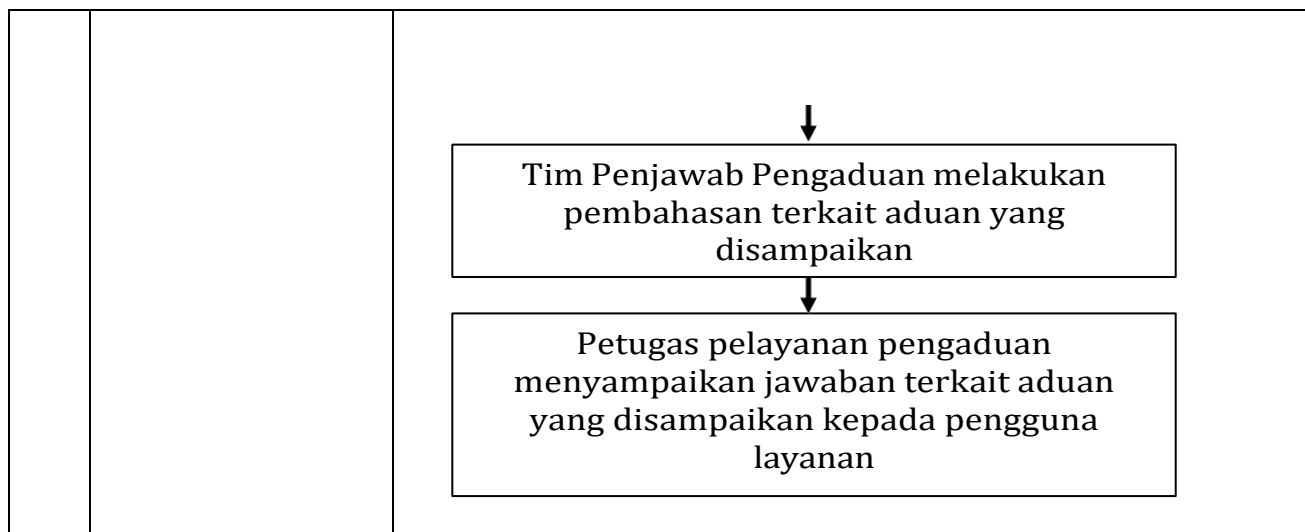 Tim Penjawab Pengaduan melakukan
pembahasan terkait aduan yang
disampaikan
Petugas pelayanan pengaduan
menyampaikan jawaban terkait aduan
yang disampaikan kepada pengguna
layanan